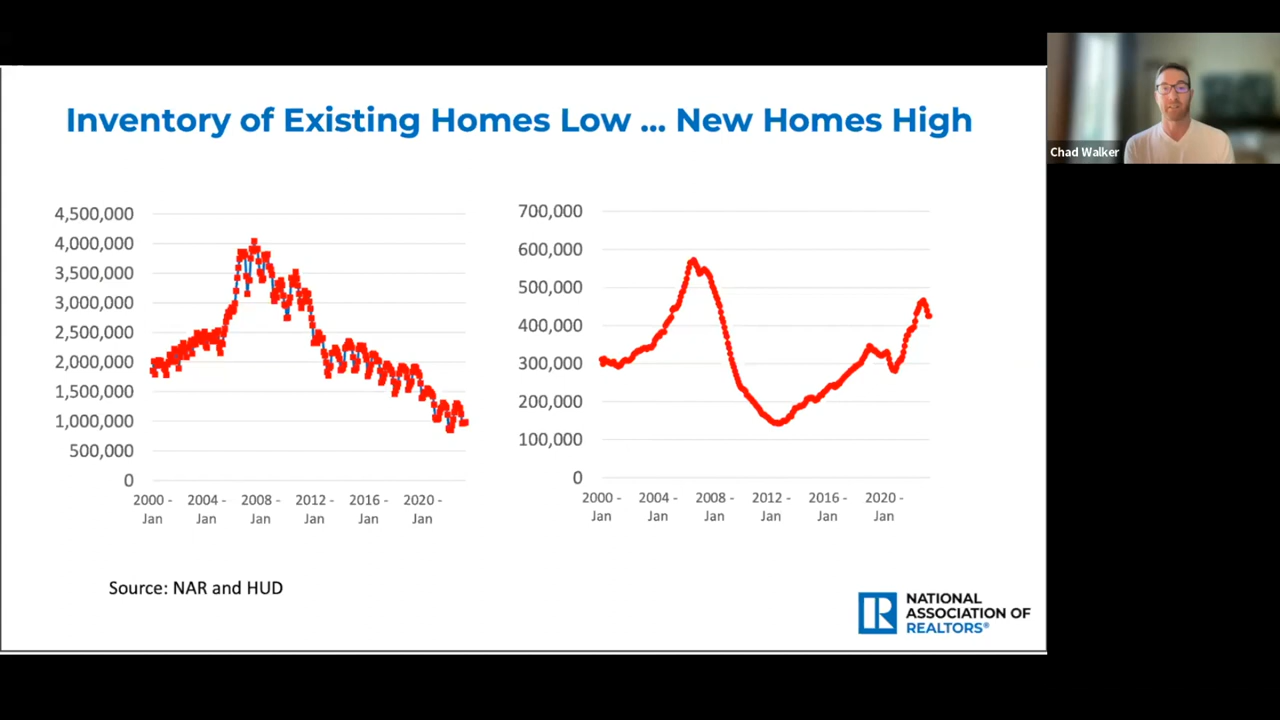 Inventory of Existing Homes Low ... New Homes High
Chad Walker
4,500,000
4,000,000
3,500,000
3,000,000
2,500,000
2,000,000
1,500,000
1,000,000
500,000
0
2000 - 2004 - 2008 - 2012 - 2016 - 2020 -
Jan Jan Jan Jan Jan Jan
700,000
600,000
500,000
400,000
300,000
200,000
100,000
0
2000 - 2004 - 2008 - 2012 - 2016 - 2020 -
Jan Jan Jan Jan Jan Jan
Source: NAR and HUD
R
NATIONAL
ASSOCIATION OF
REALTORS®